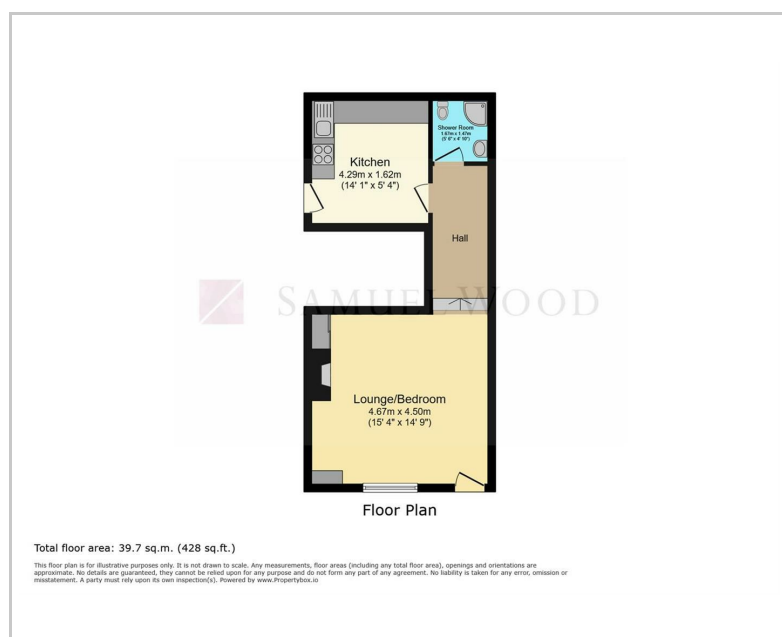 Shower Room
1.67m x 1.47m
(5' 6" x 4' 10")
Kitchen
4.29m x 1.62m
(14' 1" x 5' 4")
Hall
SAMUEL WOOD
Lounge/Bedroom
4.67m x 4.50m
(15' 4" x 14' 9")
Floor Plan
Total floor area: 39.7 sq.m. (428 sq.ft.)
This floor plan is for illustrative purposes only. It is not drawn to scale. Any measurements, floor areas (including any total floor area), openings and orientations are
approximate. No details are guaranteed, they cannot be relied upon for any purpose and do not form any part of any agreement. No liability is taken for any error, omission or
misstatement. A party must rely upon its own inspection(s). Powered by www.Propertybox.io